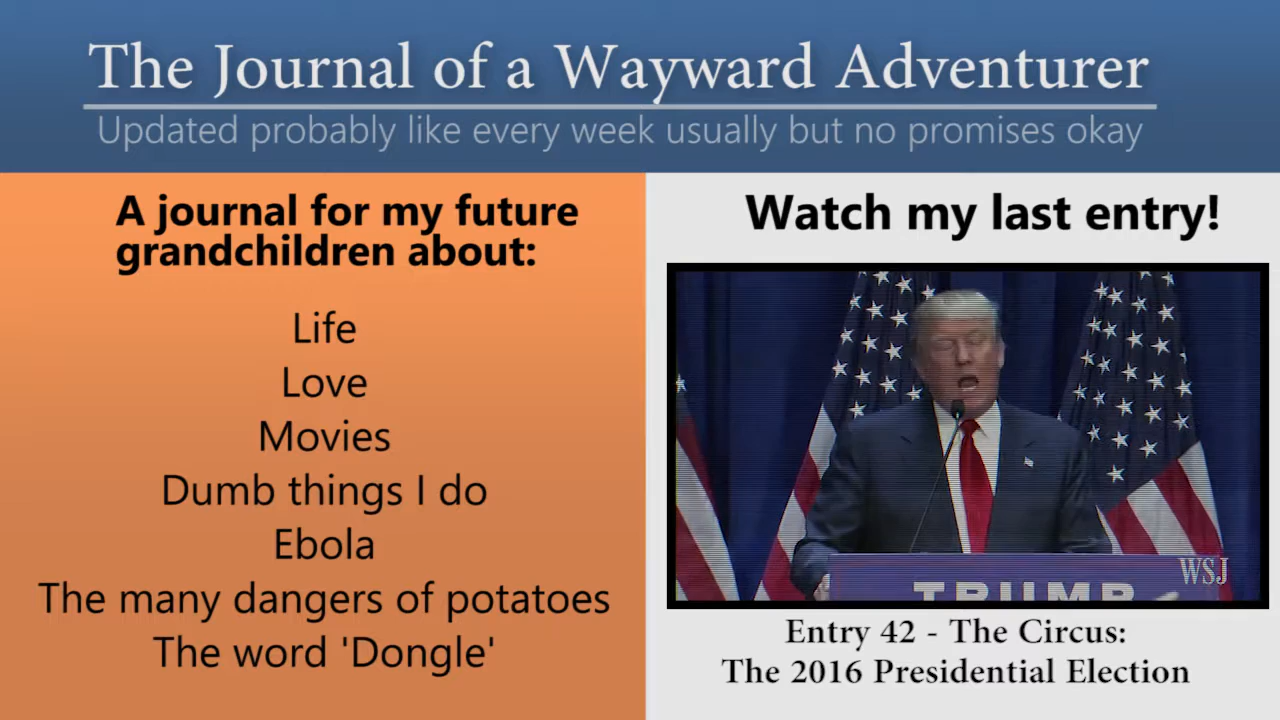 The Journal of a Wayward Adventurer
Updated probably like every week usually but no promises okay
A journal for my future
grandchildren about:
Life
Love
Movies
Dumb things I do
Ebola
The many dangers of potatoes
The word 'Dongle'
Watch my last entry!
WSJ
TRUMP
Entry 42 - The Circus:
The 2016 Presidential Election